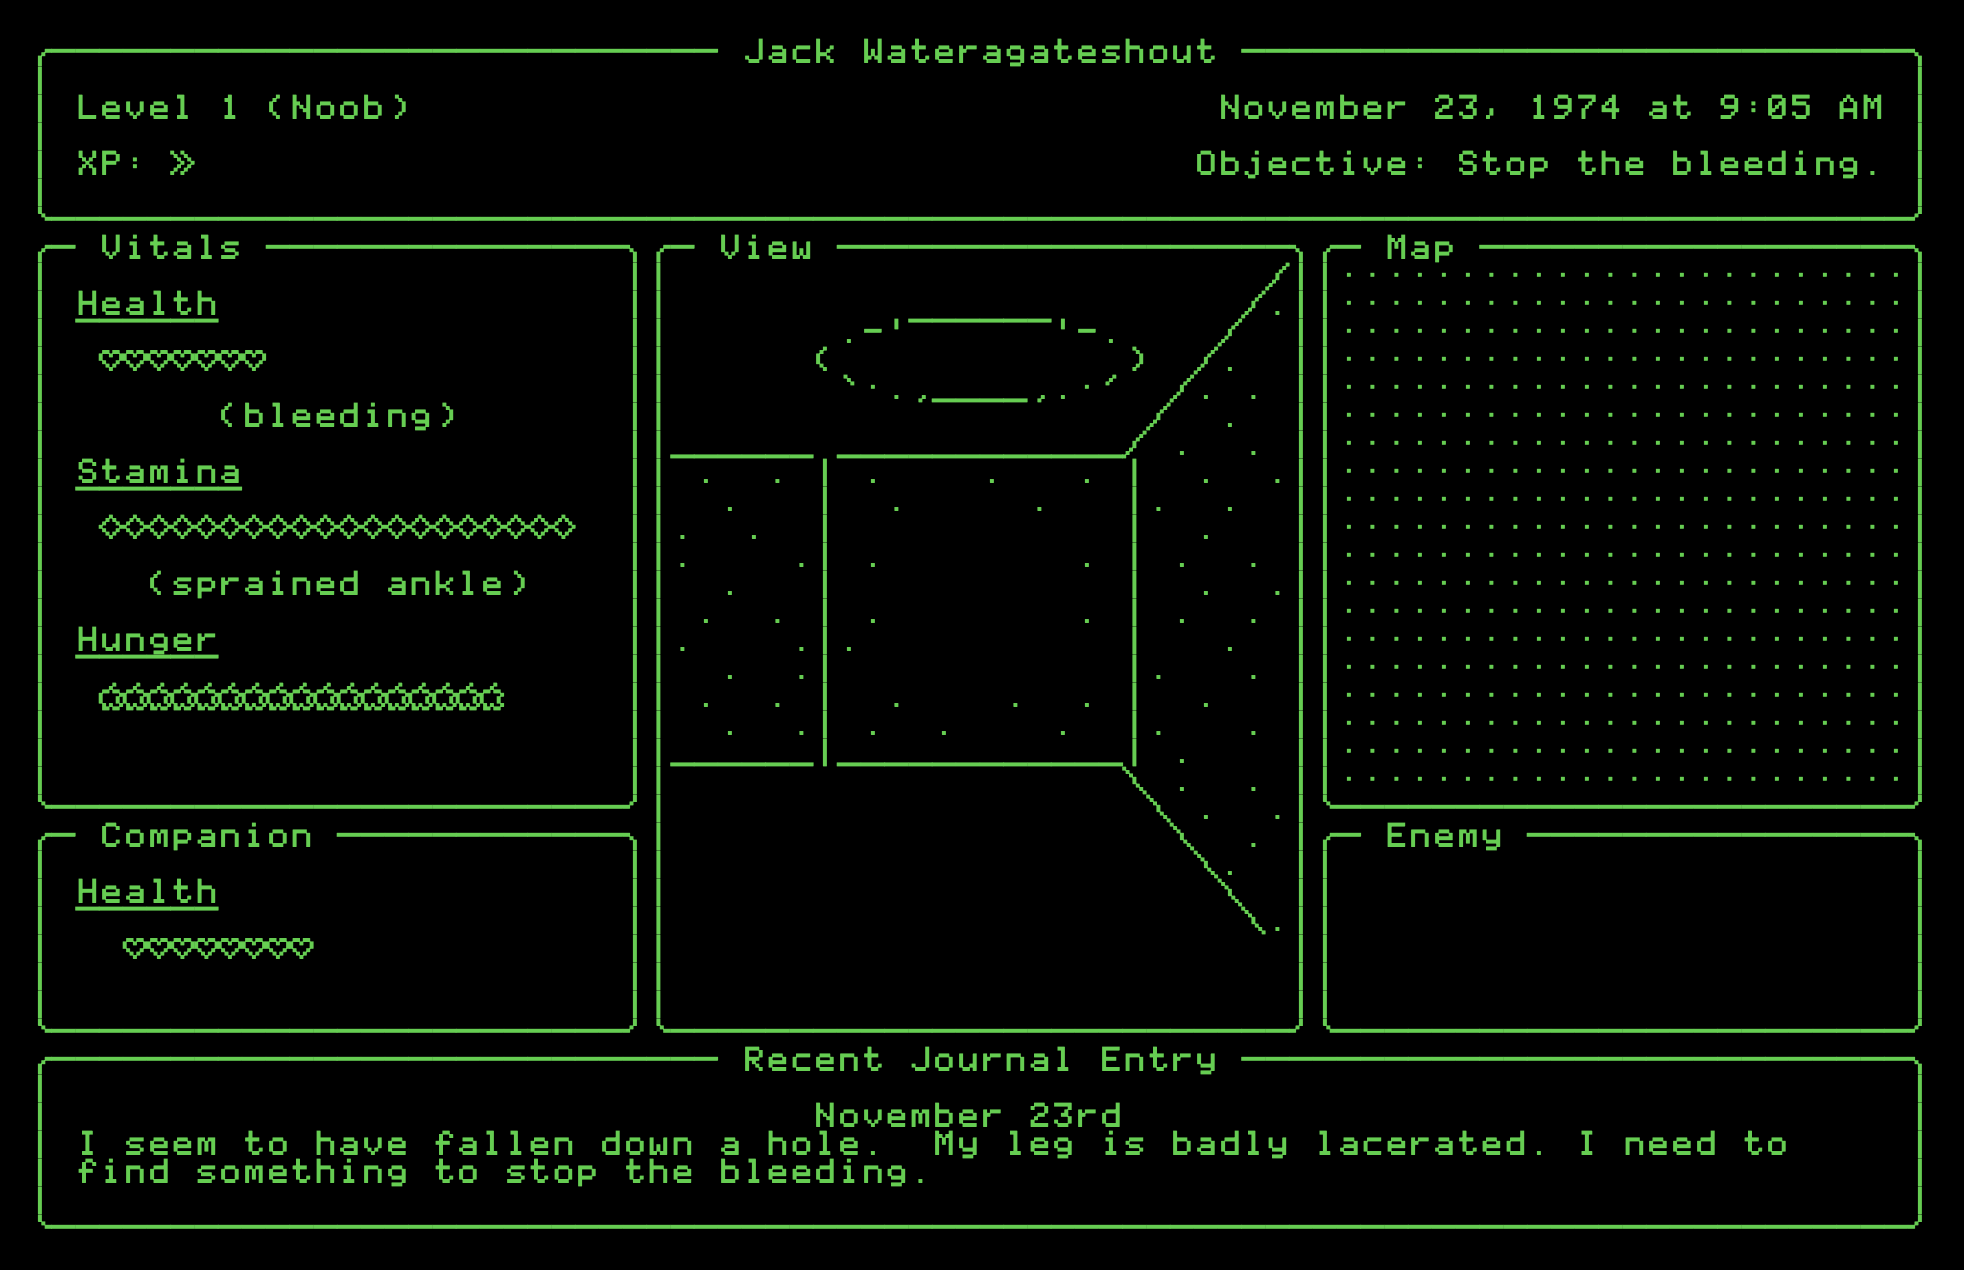 Jack Wateragateshout
Level 1 (Noob)
November 23, 1974 at 9:05 AM
XP: »
Objective: Stop the bleeding.
Vitals
Health
♡♡♡♡♡♡♡
(bleeding)
Stamina
◇◇◇◇◇◇◇◇◇◇◇◇◇◇◇◇◇◇◇◇
(sprained ankle)
Hunger
View
Map
Companion
Health
♡♡♡♡♡♡♡♡
Enemy
Recent Journal Entry
November 23rd
I seem to have fallen down a hole.  My leg is badly lacerated. I need to
find something to stop the bleeding.